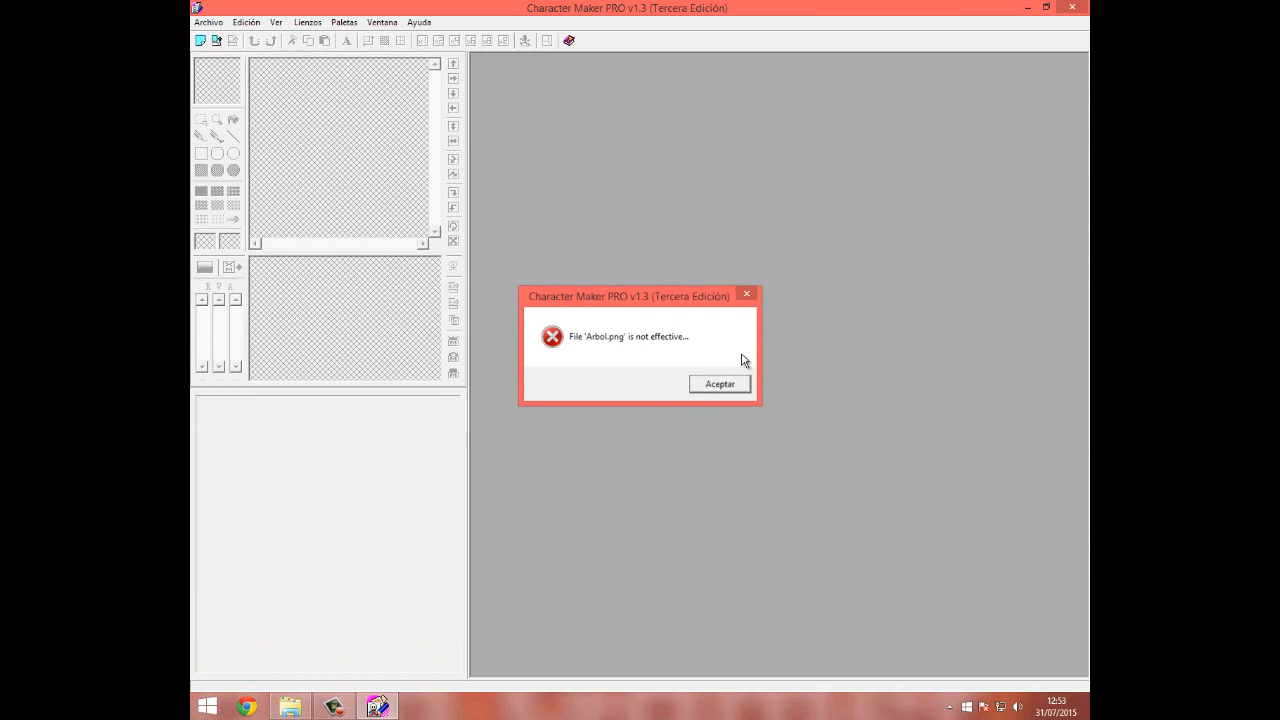 Character Maker PRO v1.3 (Tercera Edición)
Archivo Edición Ver Lienzos Paletas Ventana Ayuda
R V A
Character Maker PRO v1.3 (Tercera Edición)
File 'Arbol.png' is not effective...
Aceptar
12:53
31/07/2015